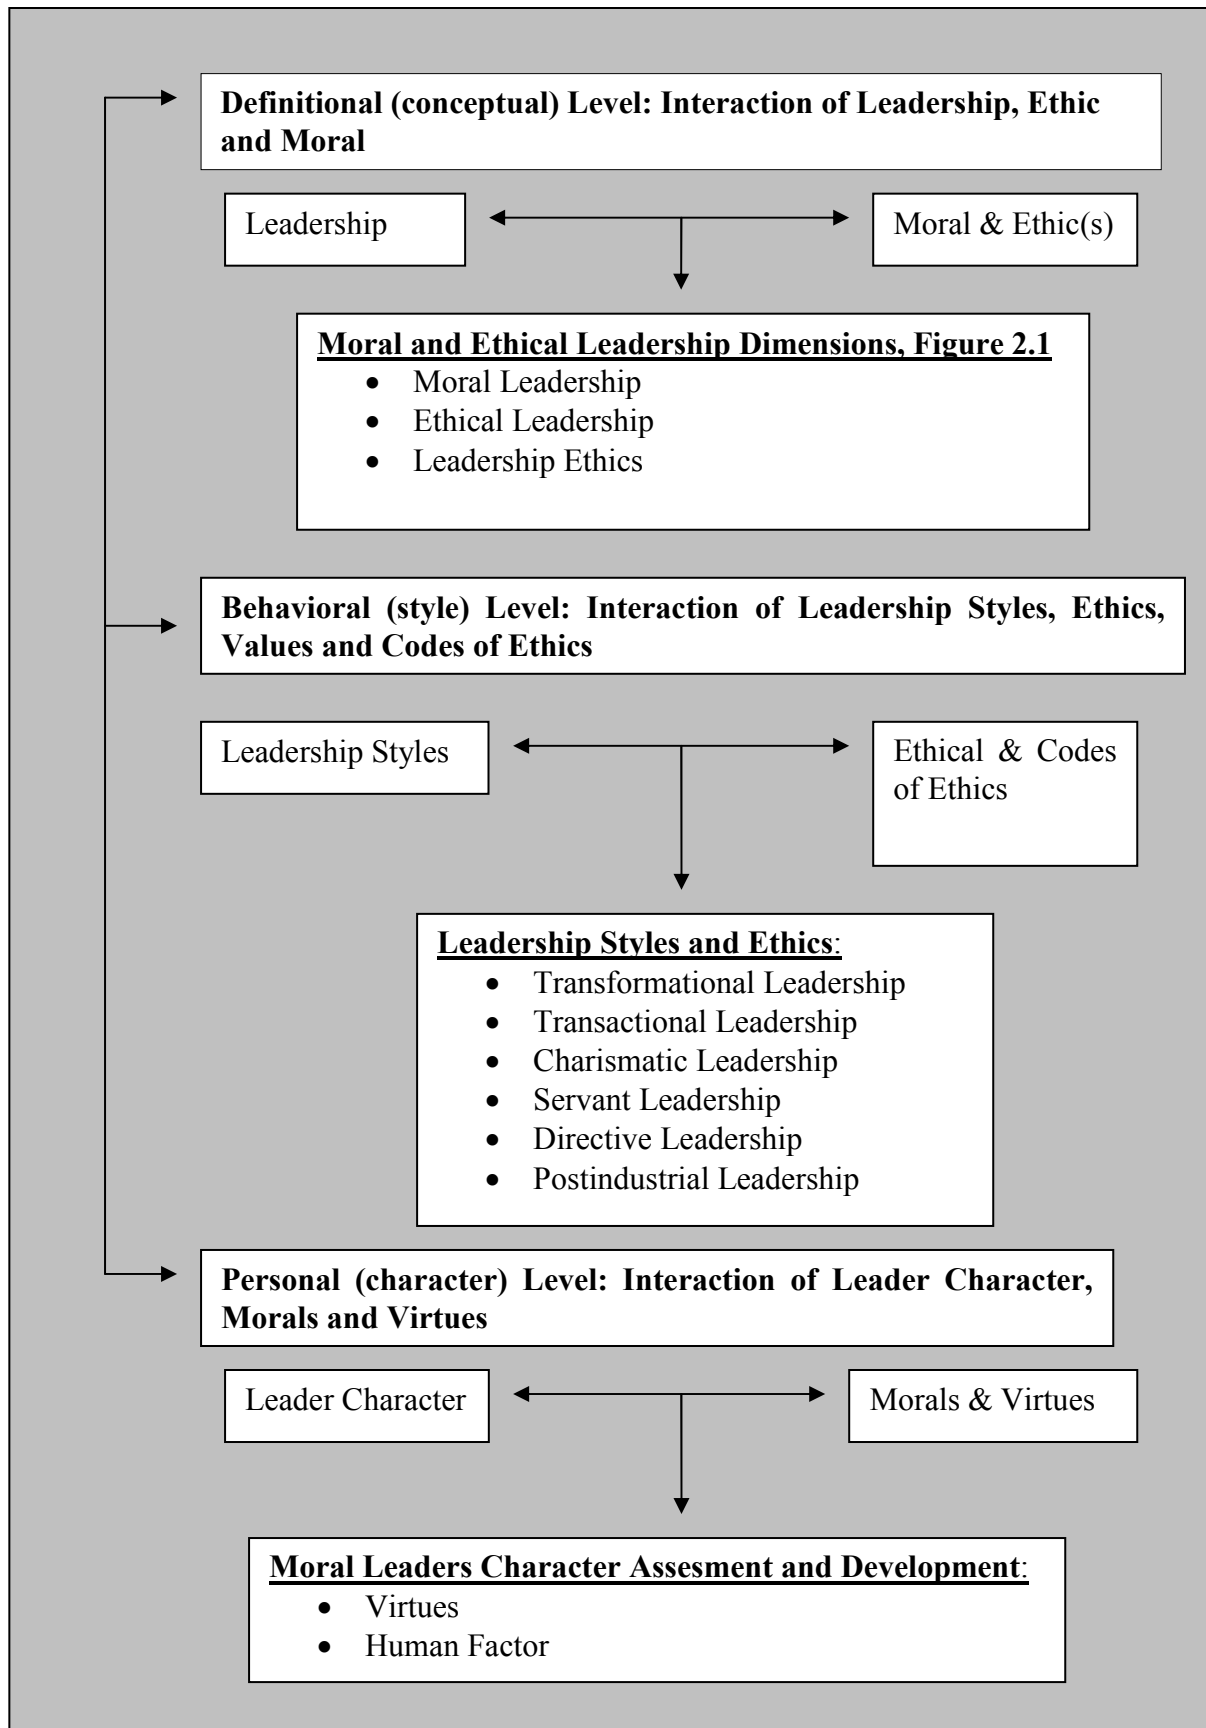 Definitional (conceptual) Level: Interaction of Leadership, Ethic
and Moral
Leadership
Moral & Ethic(s)
Moral and Ethical Leadership Dimensions, Figure 2.1
• Moral Leadership
• Ethical Leadership
• Leadership Ethics
Behavioral (style) Level: Interaction of Leadership Styles, Ethics,
Values and Codes of Ethics
Leadership Styles
Ethical & Codes
of Ethics
Leadership Styles and Ethics:
• Transformational Leadership
• Transactional Leadership
• Charismatic Leadership
• Servant Leadership
• Directive Leadership
• Postindustrial Leadership
Personal (character) Level: Interaction of Leader Character,
Morals and Virtues
Leader Character
Morals & Virtues
Moral Leaders Character Assesment and Development:
• Virtues
• Human Factor